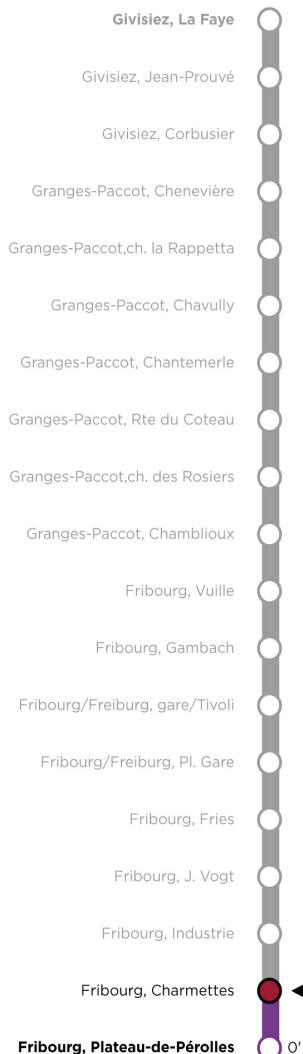 Givisiez, La Faye
Givisiez, Jean-Prouvé
Givisiez, Corbusier
Granges-Paccot, Chenevière
Granges-Paccot,ch. la Rappetta
Granges-Paccot, Chavully
Granges-Paccot, Chantemerle
Granges-Paccot, Rte du Coteau
Granges-Paccot,ch. des Rosiers
Granges-Paccot, Chamblioux
Fribourg, Vuille
Fribourg, Gambach
Fribourg/Freiburg, gare/Tivoli
Fribourg/Freiburg, Pl. Gare
Fribourg, Fries
Fribourg, J. Vogt
Fribourg, Industrie
Fribourg, Charmettes
Fribourg, Plateau-de-Pérolles 0'